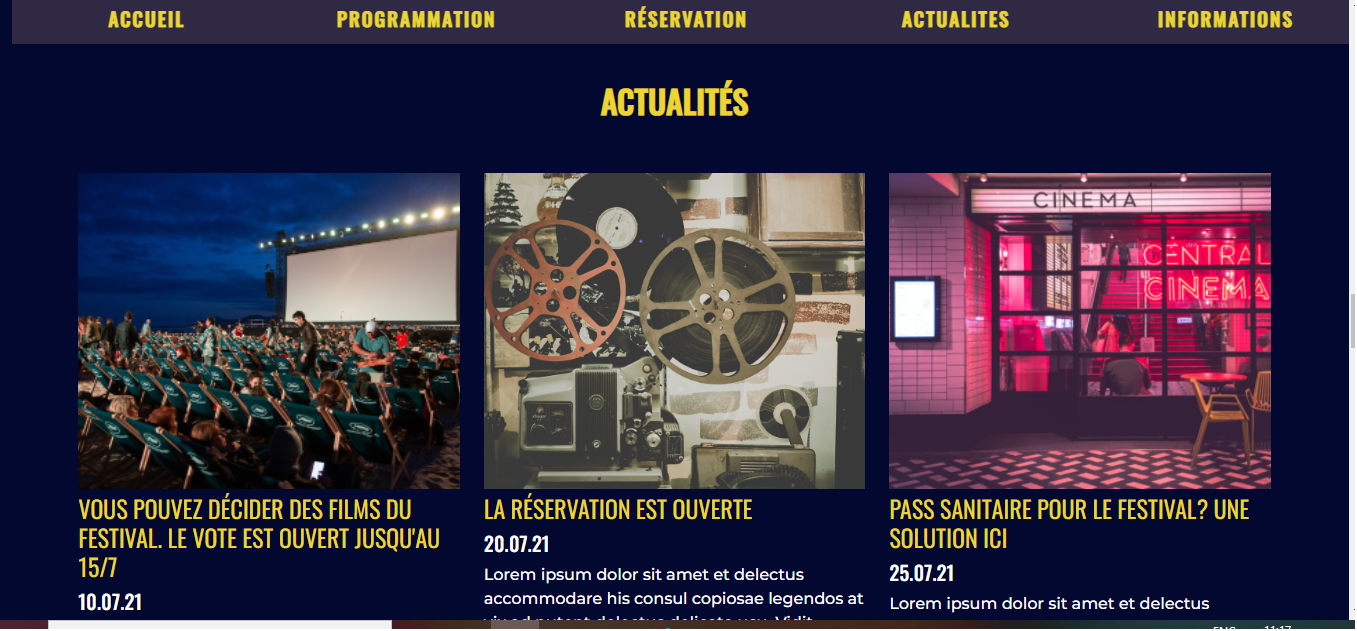 ACCUEIL PROGRAMMATION RÉSERVATION ACTUALITES INFORMATIONS
ACTUALITÉS
CINEMA
CENTRAL
CINEMA
VOUS POUVEZ DÉCIDER DES FILMS DU
FESTIVAL. LE VOTE EST OUVERT JUSQU'AU
15/7
10.07.21
LA RÉSERVATION EST OUVERTE
20.07.21
Lorem ipsum dolor sit amet et delectus
accommodare his consul copiosae legendos at
PASS SANITAIRE POUR LE FESTIVAL? UNE
SOLUTION ICI
25.07.21
Lorem ipsum dolor sit amet et delectus